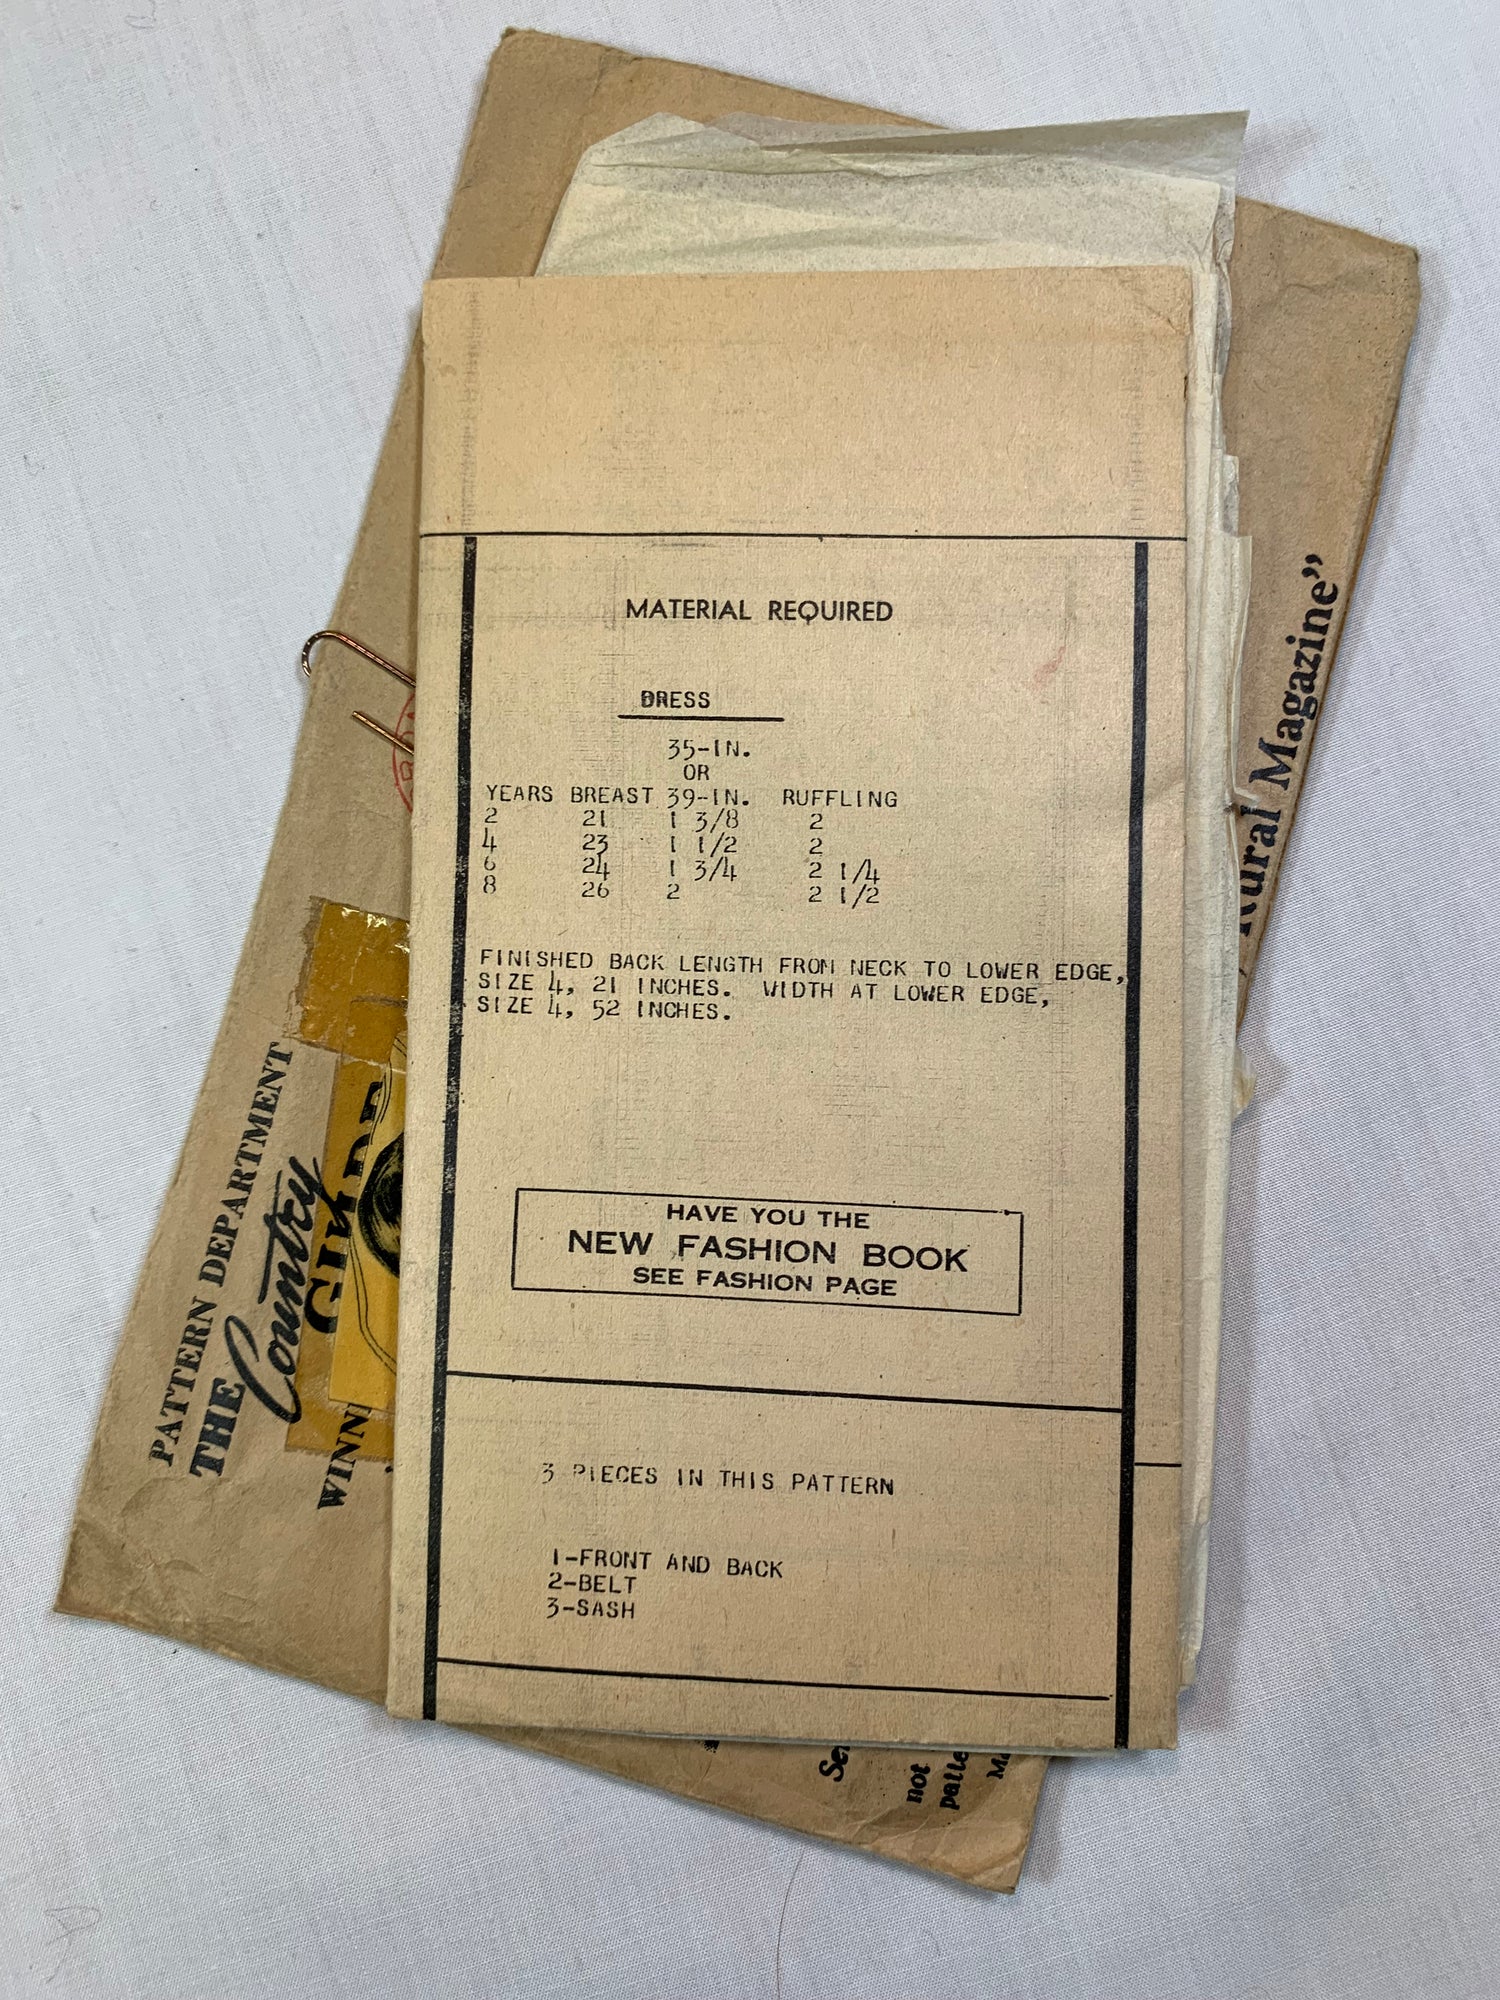 MATERIAL REQUIRED
DRESS
35-IN.
OR
YEARS BREAST 39-IN. RUFFLING
2 21 1 3/8 2
4 23 1 1/2 2
6 24 1 3/4 2 1/4
8 26 2 2 1/2
FINISHED BACK LENGTH FROM NECK TO LOWER EDGE,
SIZE 4, 21 INCHES. WIDTH AT LOWER EDGE,
SIZE 4, 52 INCHES.
HAVE YOU THE
NEW FASHION BOOK
SEE FASHION PAGE
3 PIECES IN THIS PATTERN
1-FRONT AND BACK
2-BELT
3-SASH
PATTERN DEPARTMENT
THE Country
WINN
Rural Magazine”
not